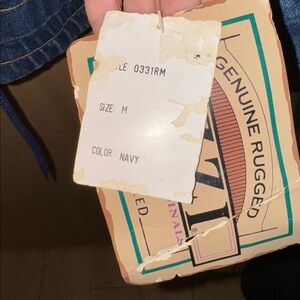 LE: 0331RM
SIZE: M
COLOR: NAVY
GENUINE RUGGED
INALS
ED